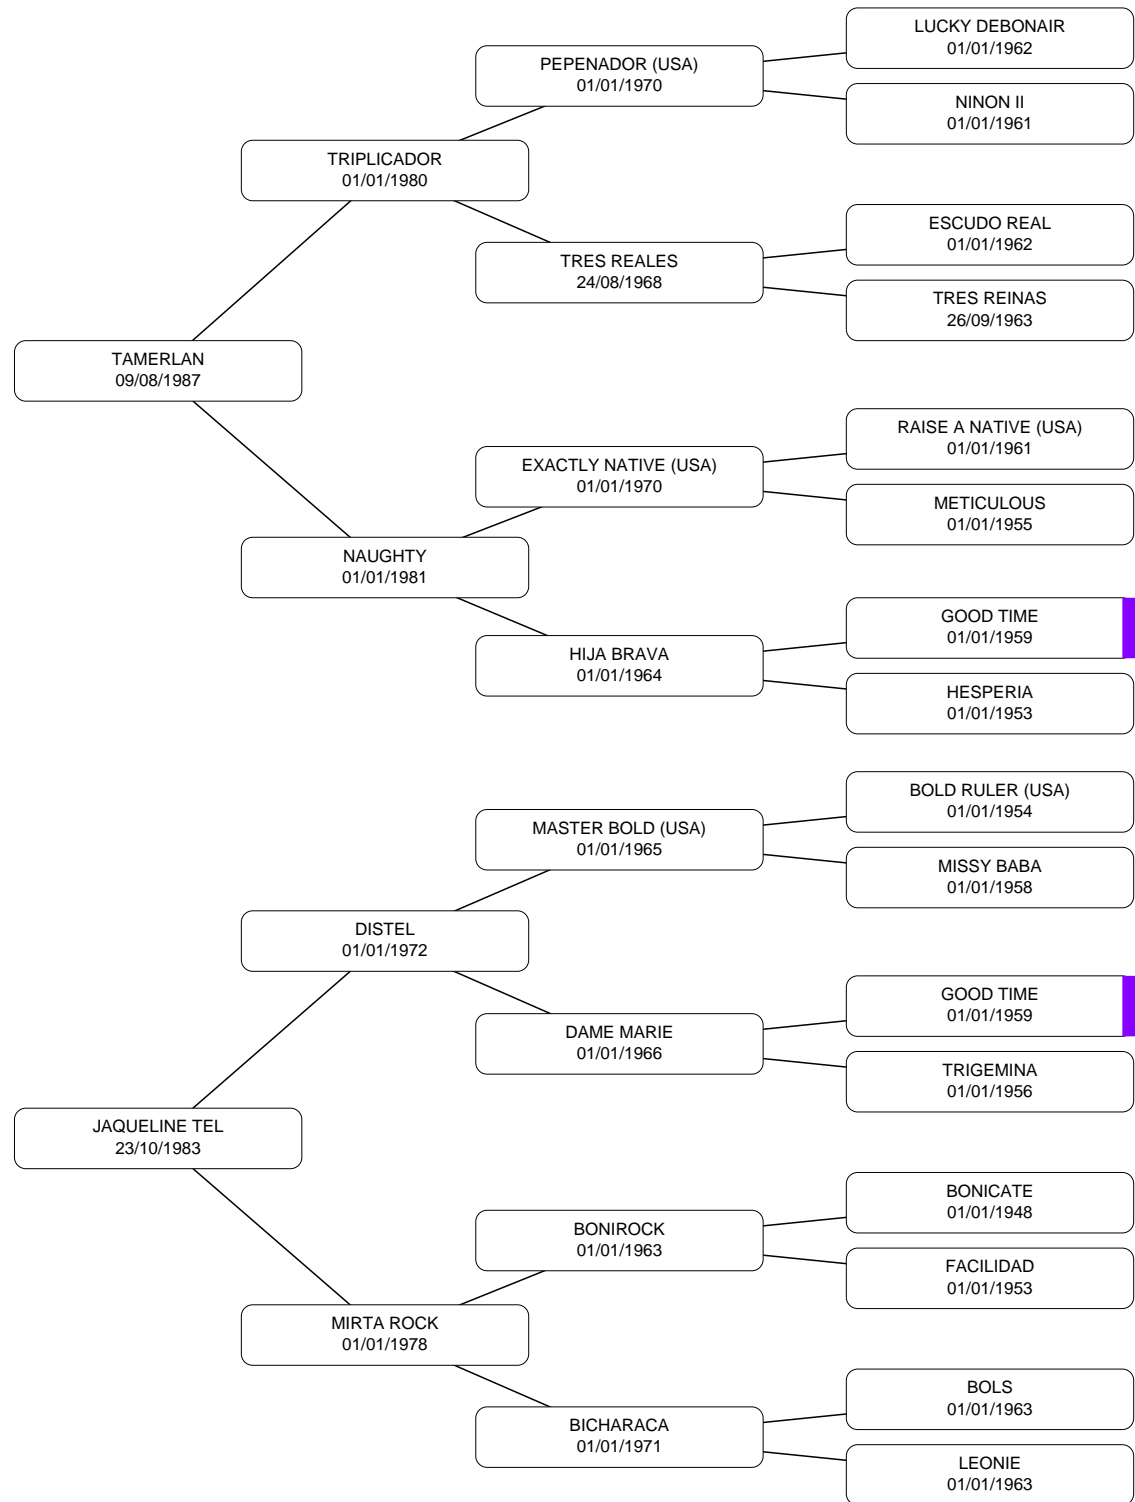 LUCKY DEBONAIR
01/01/1962
PEPENADOR (USA)
01/01/1970
NINON II
01/01/1961
TRIPLICADOR
01/01/1980
ESCUDO REAL
01/01/1962
TRES REALES
24/08/1968
TRES REINAS
26/09/1963
TAMERLAN
09/08/1987
RAISE A NATIVE (USA)
01/01/1961
EXACTLY NATIVE (USA)
01/01/1970
METICULOUS
01/01/1955
NAUGHTY
01/01/1981
GOOD TIME
01/01/1959
HIJA BRAVA
01/01/1964
HESPERIA
01/01/1953
BOLD RULER (USA)
01/01/1954
MASTER BOLD (USA)
01/01/1965
MISSY BABA
01/01/1958
DISTEL
01/01/1972
GOOD TIME
01/01/1959
DAME MARIE
01/01/1966
TRIGEMINA
01/01/1956
JAQUELINE TEL
23/10/1983
BONICATE
01/01/1948
BONIROCK
01/01/1963
FACILIDAD
01/01/1953
MIRTA ROCK
01/01/1978
BOLS
01/01/1963
BICHARACA
01/01/1971
LEONIE
01/01/1963